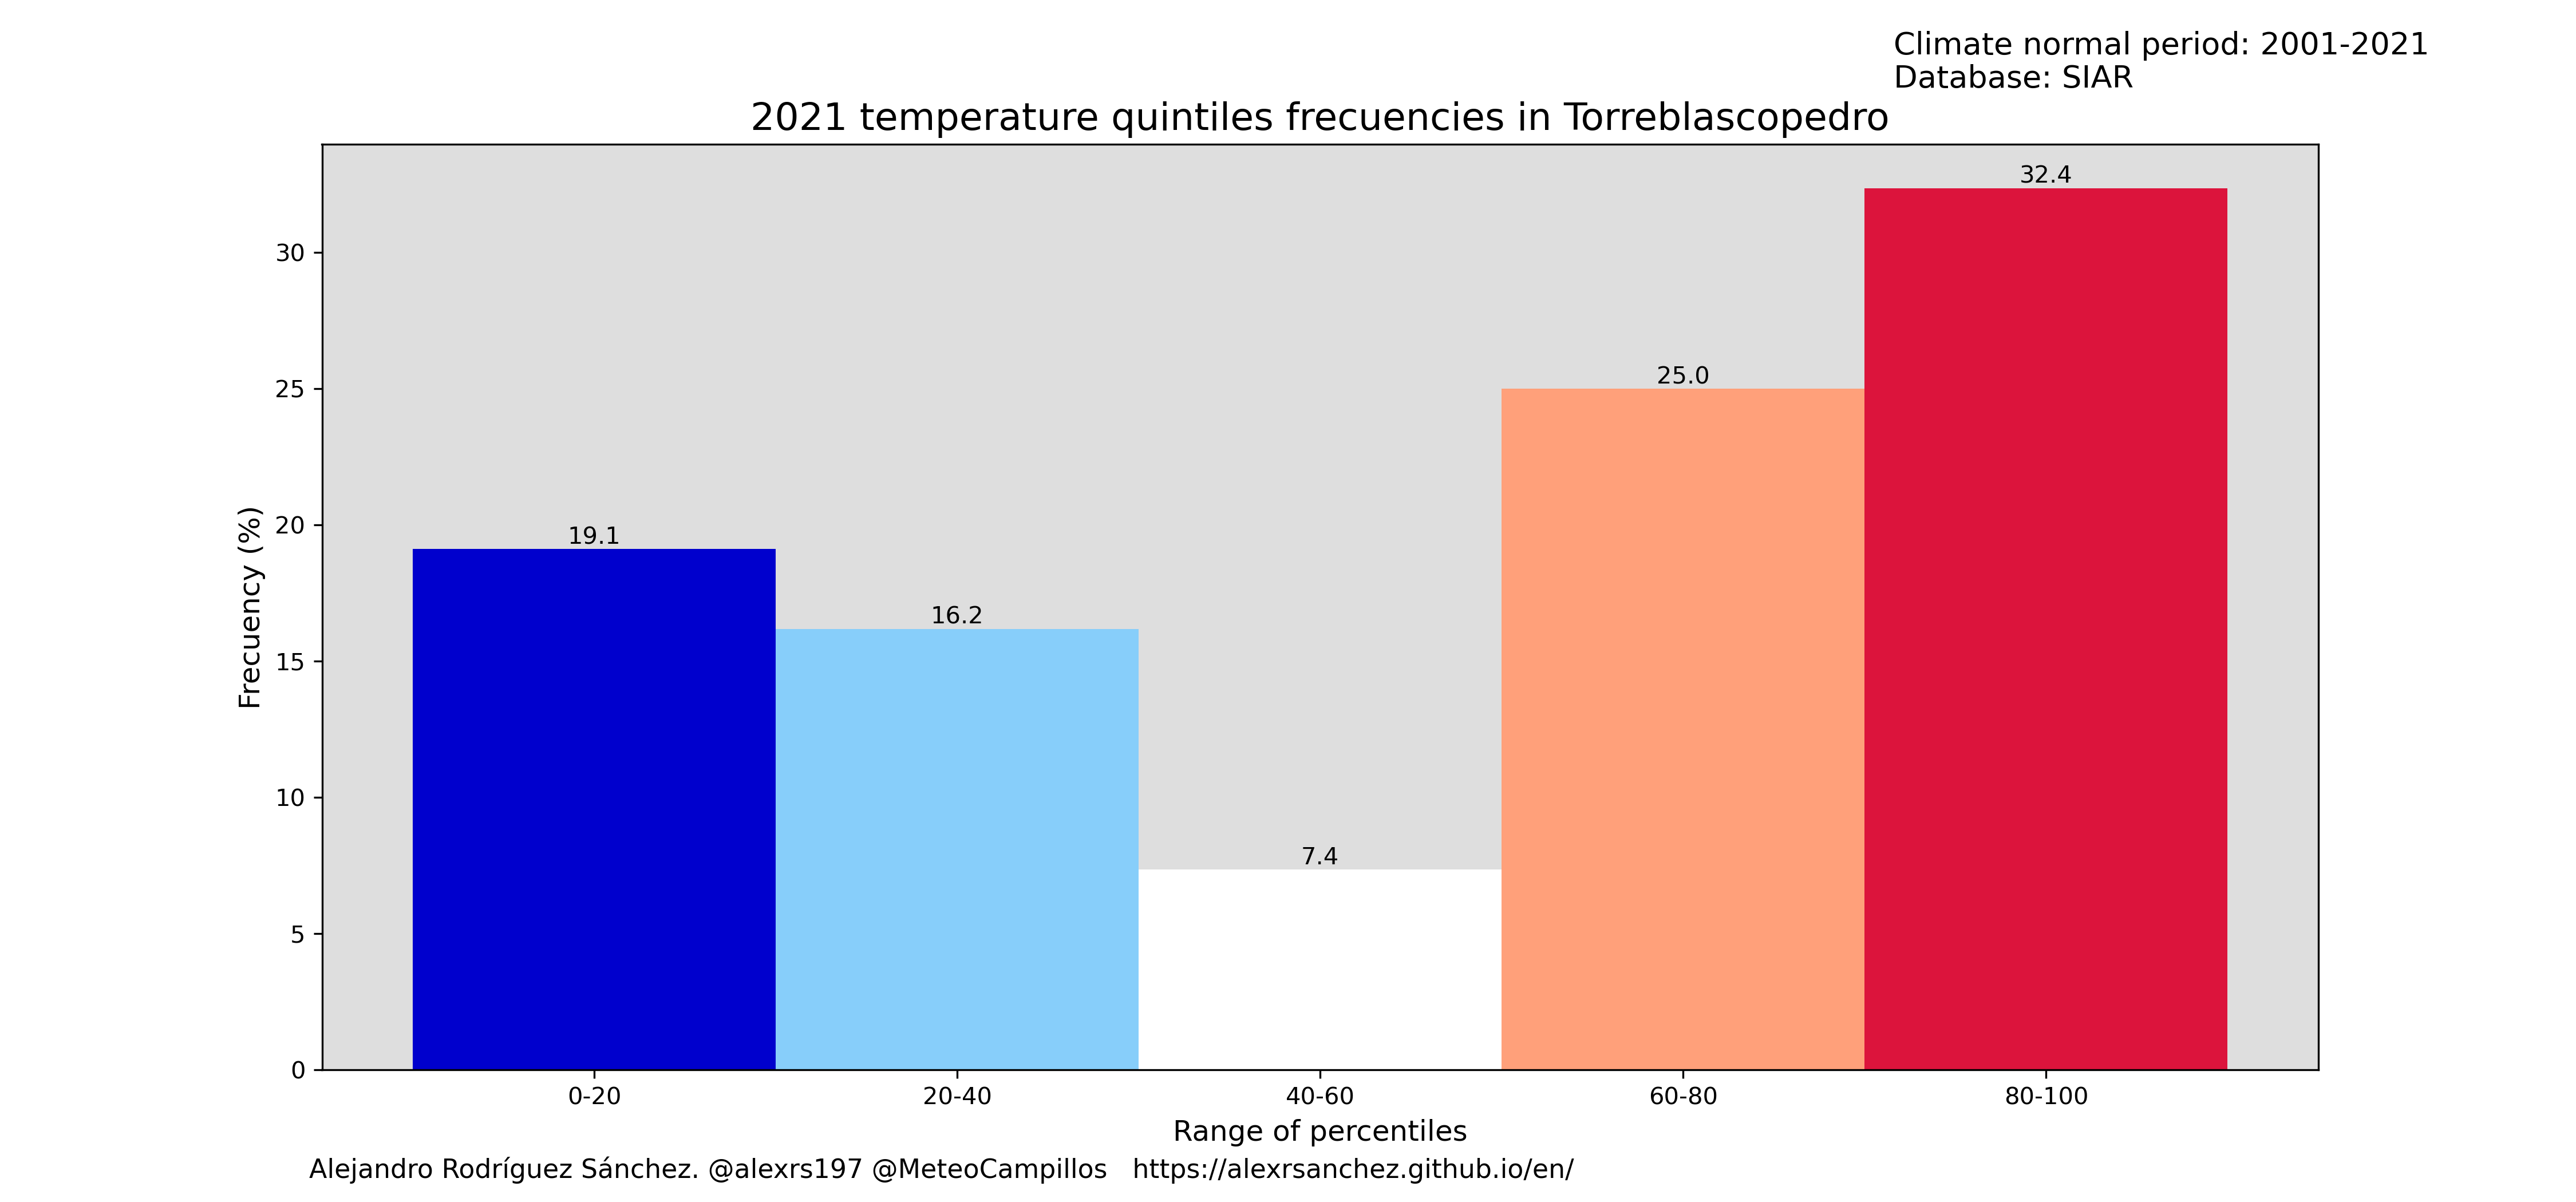 Climate normal period: 2001-2021
Database: SIAR
2021 temperature quintiles frecuencies in Torreblascopedro
32.4
30
25.0
25
19.1
20
Frecuency (%)
16.2
15
7.4
10
5
0
0-20 20-40 40-60 60-80 80-100
Range of percentiles
Alejandro Rodríguez Sánchez. @alexrs197 @MeteoCampillos https://alexrsanchez.github.io/en/